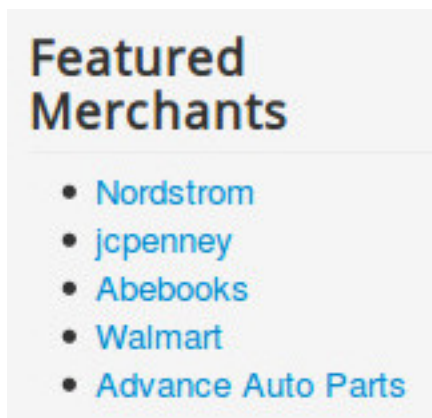 Featured
Merchants
Nordstrom
jcpenney
Abebooks
Walmart
Advance Auto Parts